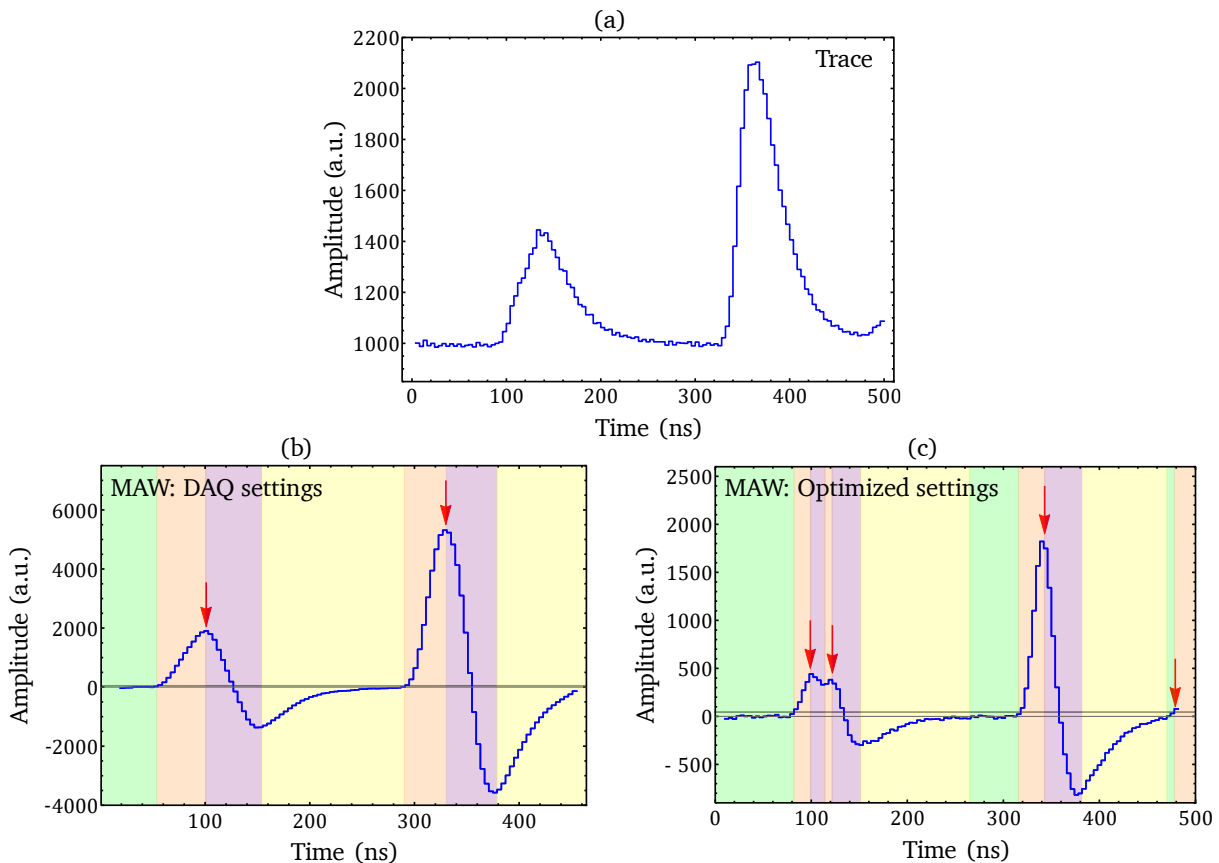 (a)
Trace
Amplitude (a.u.)
2200
2000
1800
1600
1400
1200
1000
0 100 200 300 400 500
Time (ns)
(b)
MAW: DAQ settings
Amplitude (a.u.)
6000
4000
2000
0
-2000
-4000
100 200 300 400
Time (ns)
(c)
MAW: Optimized settings
Amplitude (a.u.)
2500
2000
1500
1000
500
0
- 500
0 100 200 300 400 500
Time (ns)